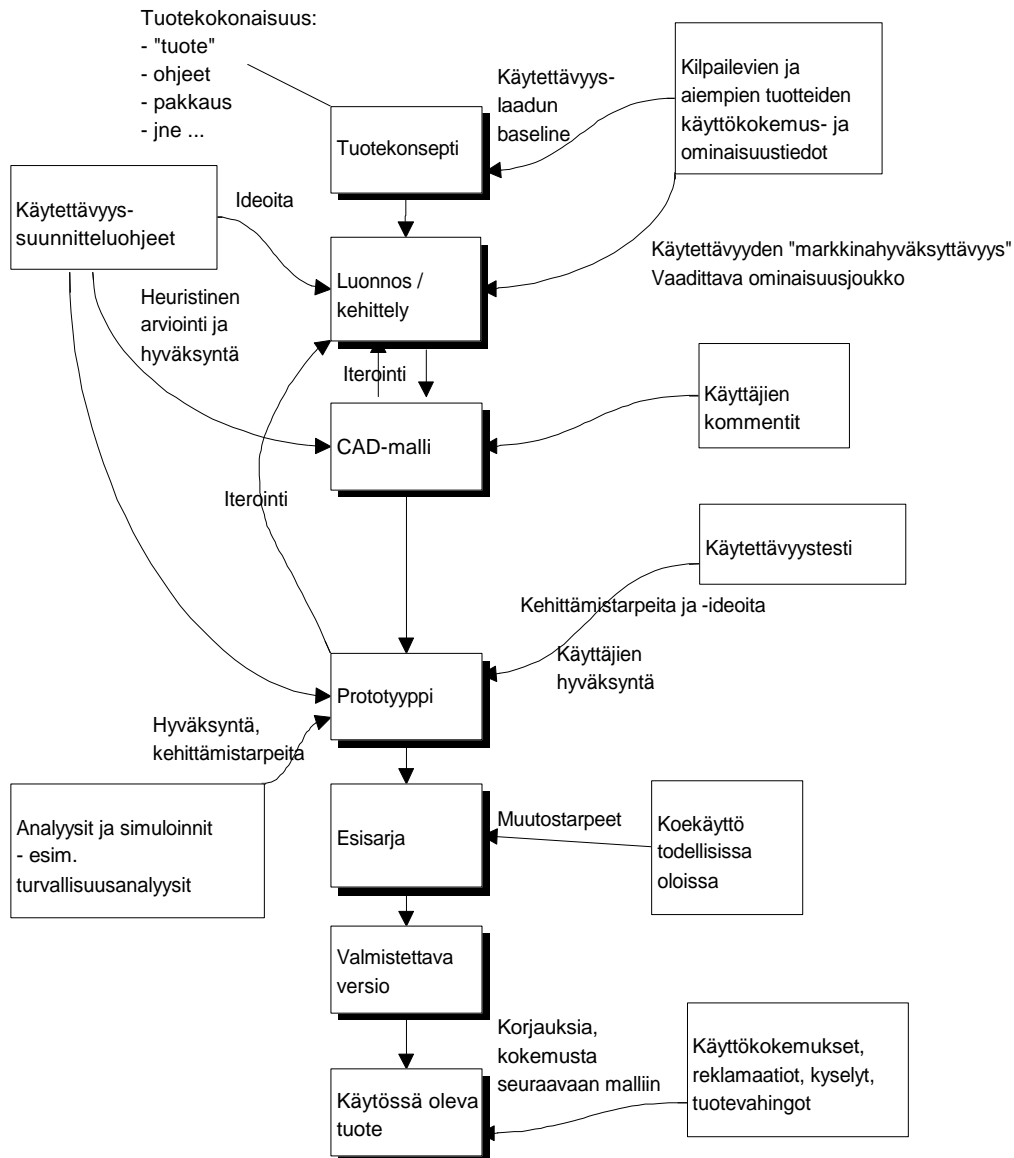 Tuotekokonaisuus:
- "tuote"
- ohjeet
- pakkaus
- jne ...
Käytettävyys-
laadun
baseline
Kilpailevien ja
aiempien tuotteiden
käyttökokemus- ja
ominaisuustiedot
Tuotekonsepti
Käytettävyys-
suunnitteluohjeet
Ideoita
Luonnos /
kehittely
Käytettävyyden "markkinahyväksyttävyys"
Vaadittava ominaisuusjoukko
Heuristinen
arviointi ja
hyväksyntä
Iterointi
Käyttäjien
kommentit
CAD-malli
Iterointi
Käytettävyystesti
Kehittämistarpeita ja -ideoita
Käyttäjien
hyväksyntä
Prototyyppi
Hyväksyntä,
kehittämistarpeita
Analyysit ja simuloinnit
- esim.
turvallisuusanalyysit
Esisarja
Muutostarpeet
Koekäyttö
todellisissa
oloissa
Valmistettava
versio
Korjauksia,
kokemusta
seuraavaan malliin
Käyttökokemukset,
reklamaatiot, kyselyt,
tuotevahingot
Käytössä oleva
tuote